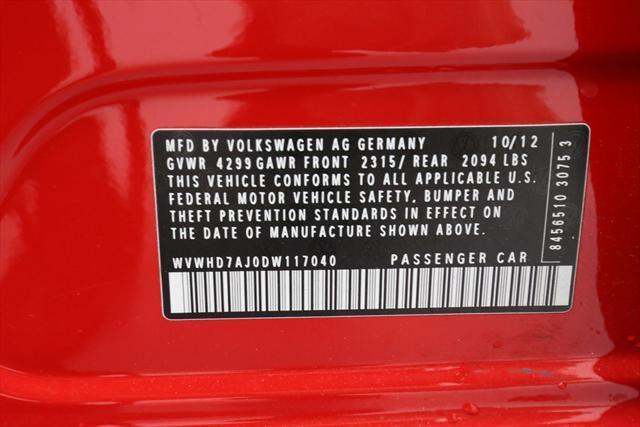 MFD BY VOLKSWAGEN AG GERMANY 10/12
GVWR 4299 GAWR FRONT 2315/ REAR 2094 LBS
THIS VEHICLE CONFORMS TO ALL APPLICABLE U.S.
FEDERAL MOTOR VEHICLE SAFETY, BUMPER AND
THEFT PREVENTION STANDARDS IN EFFECT ON
THE DATE OF MANUFACTURE SHOWN ABOVE.
WVWHD7AJ0DW117040 PASSENGER CAR
8456510 3075 3